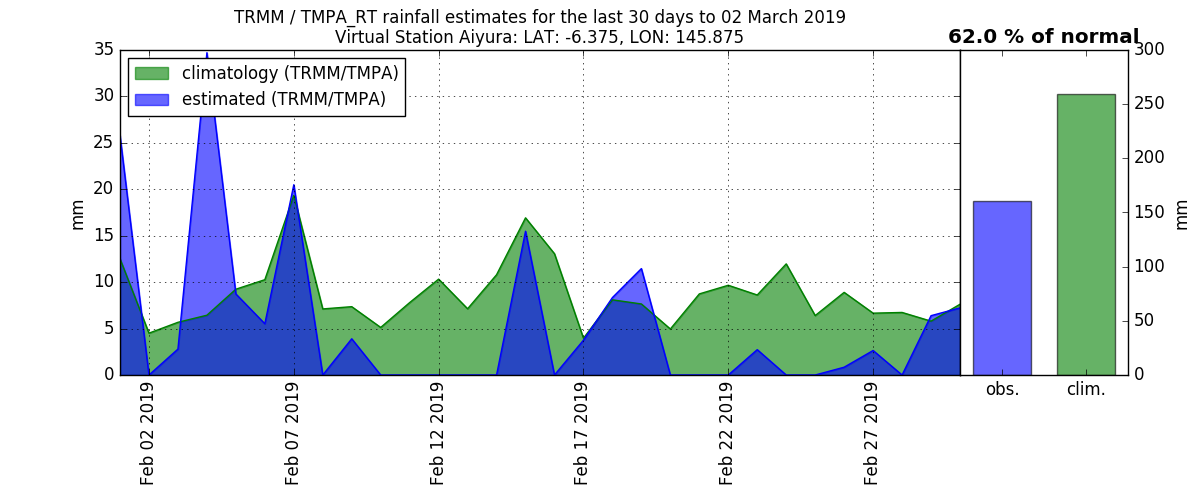 TRMM / TMPA_RT rainfall estimates for the last 30 days to 02 March 2019
Virtual Station Aiyura: LAT: -6.375, LON: 145.875
62.0 % of normal
climatology (TRMM/TMPA)
estimated (TRMM/TMPA)
35
30
25
20
15
10
5
0
mm
Feb 02 2019
Feb 07 2019
Feb 12 2019
Feb 17 2019
Feb 22 2019
Feb 27 2019
300
250
200
150
100
50
0
mm
obs.
clim.